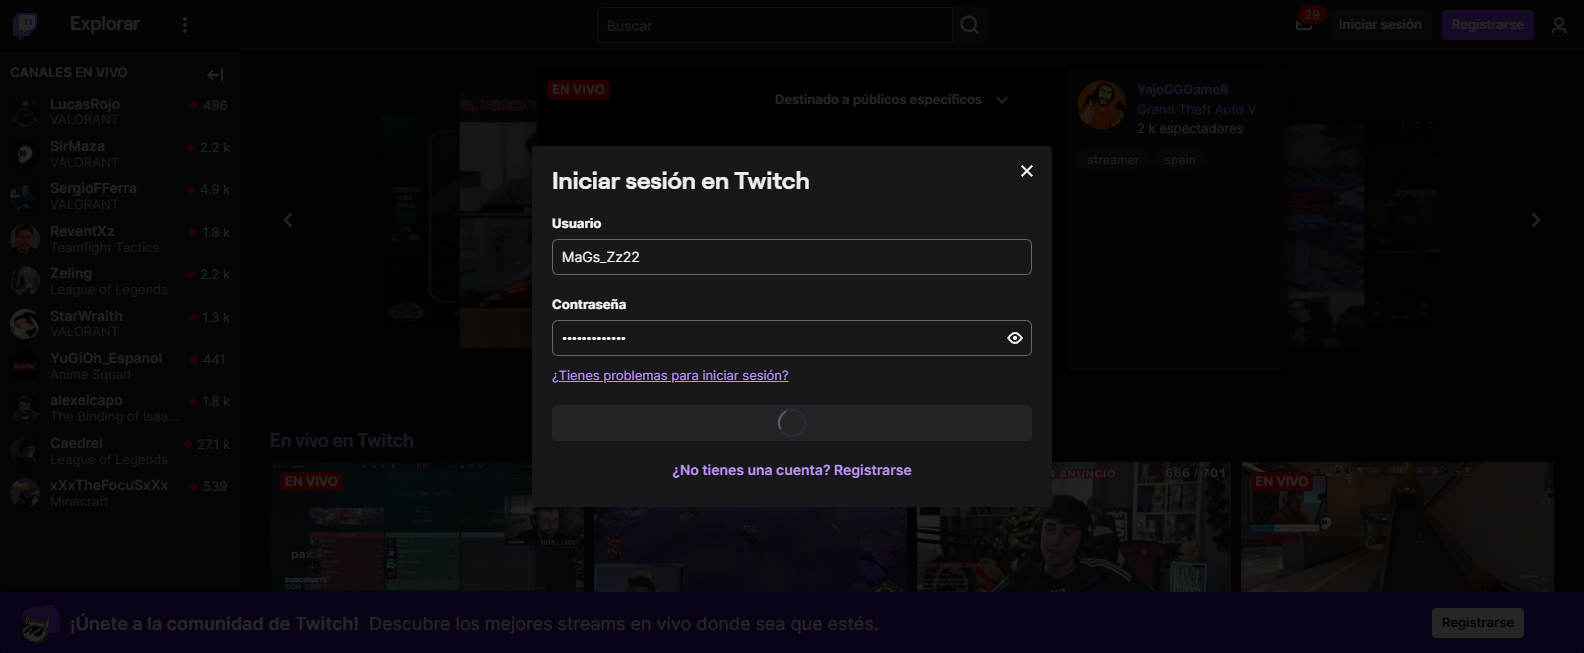 Explorar
Buscar
29
Iniciar sesión
Registrarse
CANALES EN VIVO
LucasRojo
496
VALORANT
SirMaza
2.2 k
VALORANT
SergioFFerra
4.9 k
VALORANT
ReventXz
1.8 k
Teamfight Tactics
Zeling
2.2 k
League of Legends
StarWraith
1.3 k
VALORANT
YuGiOh_Espanol
441
Anime Squad
alexelcapo
1.8 k
The Binding of Isaa...
Caedrel
27.1 k
League of Legends
xXxTheFocuSxXx
539
Minecraft
EN VIVO
Destinado a públicos específicos
YajoGGGameR
Grand Theft Auto V
2 k espectadores
streamer
spain
Iniciar sesión en Twitch
Usuario
MaGs_Zz22
Contraseña
•••••••••••••
¿Tienes problemas para iniciar sesión?
¿No tienes una cuenta? Registrarse
En vivo en Twitch
EN VIVO
ANUNCIO
666 / 701
EN VIVO
¡Únete a la comunidad de Twitch! Descubre los mejores streams en vivo donde sea que estés.
Registrarse